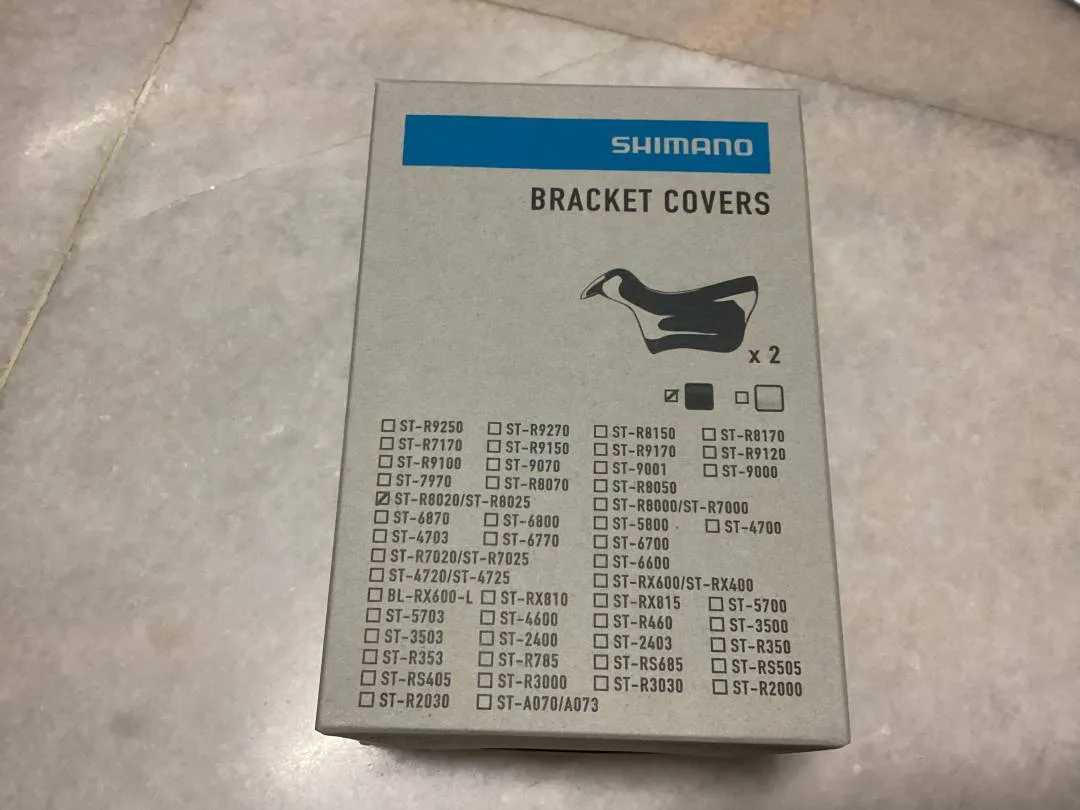 SHIMANO
BRACKET COVERS
x 2
ST-R9250 ST-R9270 ST-R8150 ST-R8170
ST-R7170 ST-R9150 ST-R9170 ST-R9120
ST-R9100 ST-9070 ST-9001 ST-9000
ST-7970 ST-R8070 ST-R8050
ST-R8020/ST-R8025 ST-R8000/ST-R7000
ST-6870 ST-6800 ST-5800 ST-4700
ST-4703 ST-6770 ST-6700
ST-R7020/ST-R7025 ST-6600
ST-4720/ST-4725 ST-RX600/ST-RX400
BL-RX600-L ST-RX810 ST-RX815 ST-5700
ST-5703 ST-4600 ST-R460 ST-3500
ST-3503 ST-2400 ST-2403 ST-R350
ST-R353 ST-R785 ST-RS685 ST-RS505
ST-RS405 ST-R3000 ST-R3030 ST-R2000
ST-R2030 ST-A070/A073